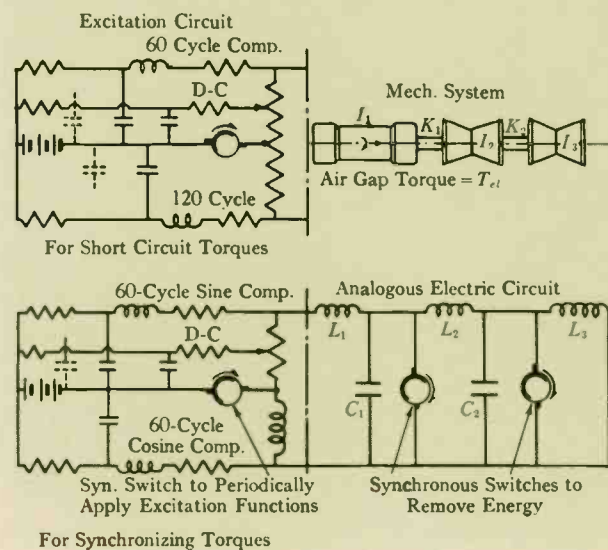 Excitation Circuit
60 Cycle Comp.
D-C
120 Cycle
For Short Circuit Torques
Mech. System
I₁
K₁
I₂
K₂
I₃
Air Gap Torque = Tₑₗ
60-Cycle Sine Comp.
D-C
60-Cycle
Cosine Comp.
Syn. Switch to Periodically
Apply Excitation Functions
For Synchronizing Torques
Analogous Electric Circuit
L₁
L₂
L₃
C₁
C₂
Synchronous Switches to
Remove Energy